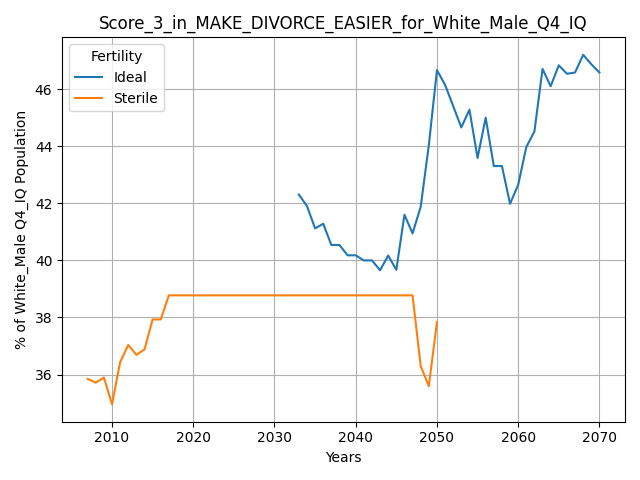 Score_3_in_MAKE_DIVORCE_EASIER_for_White_Male_Q4_IQ
Fertility
Ideal
Sterile
% of White_Male Q4_IQ Population
46
44
42
40
38
36
2010
2020
2030
2040
2050
2060
2070
Years